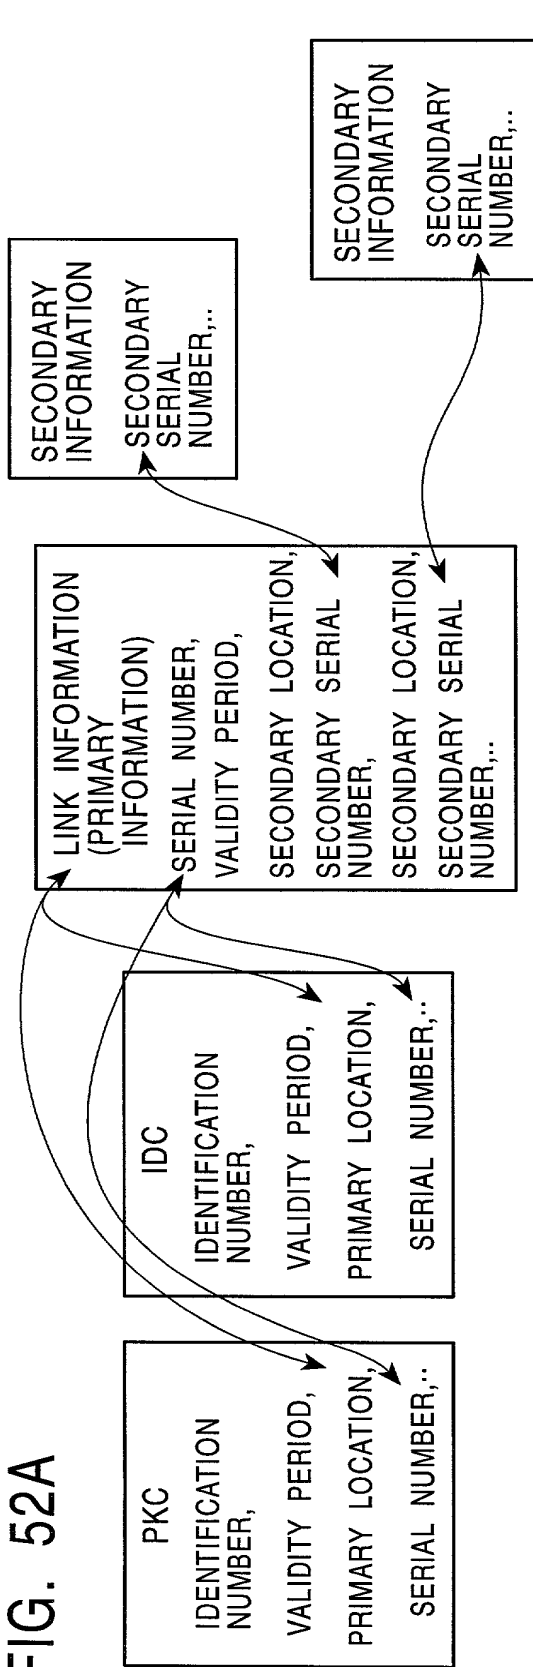 FIG. 52A
PKC
IDENTIFICATION
NUMBER,
VALIDITY PERIOD,
PRIMARY LOCATION,
SERIAL NUMBER,..
IDC
IDENTIFICATION
NUMBER,
VALIDITY PERIOD,
PRIMARY LOCATION,
SERIAL NUMBER,..
LINK INFORMATION
(PRIMARY
INFORMATION)
SERIAL NUMBER,
VALIDITY PERIOD,
SECONDARY LOCATION,
SECONDARY SERIAL
NUMBER,
SECONDARY LOCATION,
SECONDARY SERIAL
NUMBER,..
SECONDARY
INFORMATION
SECONDARY
SERIAL
NUMBER,..
SECONDARY
INFORMATION
SECONDARY
SERIAL
NUMBER,..